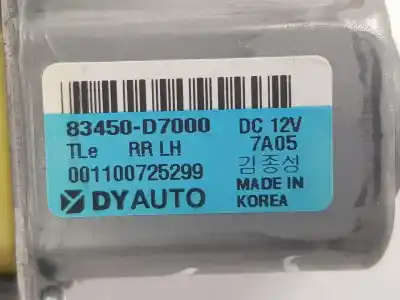 83450-D7000 DC 12V
TLe RR LH 7A05
001100725299 김종성
DYAUTO MADE IN
KOREA